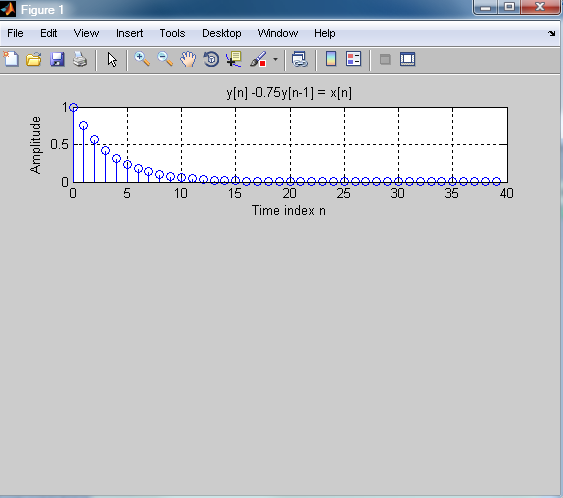 Figure 1
File Edit View Insert Tools Desktop Window Help
y[n] -0.75y[n-1] = x[n]
1
0.5
0
Amplitude
0 5 10 15 20 25 30 35 40
Time index n